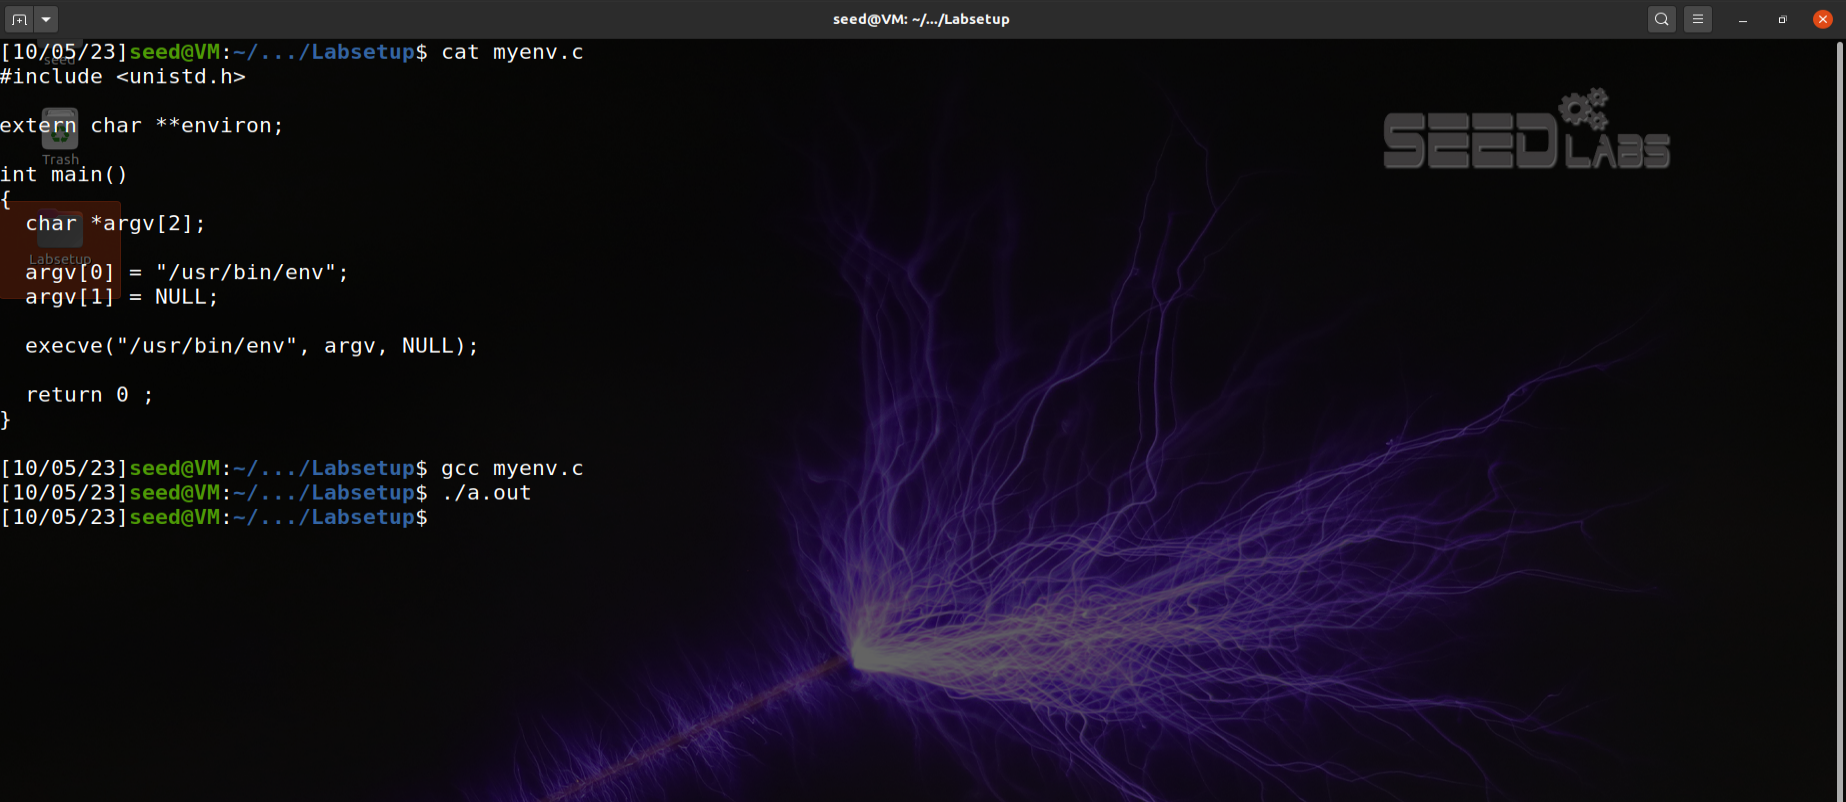 seed@VM: ~/.../Labsetup
[10/05/23]seed@VM:~/.../Labsetup$ cat myenv.c
seed
#include <unistd.h>
SEED LABS
extern char **environ;
Trash
int main()
{
  char *argv[2];
Labsetup
  argv[0] = "/usr/bin/env";
  argv[1] = NULL;
  execve("/usr/bin/env", argv, NULL);
  return 0 ;
}
[10/05/23]seed@VM:~/.../Labsetup$ gcc myenv.c
[10/05/23]seed@VM:~/.../Labsetup$ ./a.out
[10/05/23]seed@VM:~/.../Labsetup$